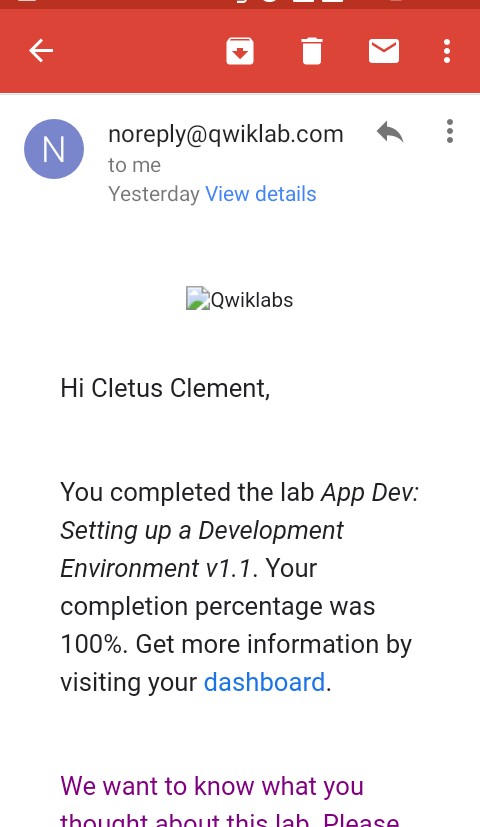 N
noreply@qwiklab.com
to me
Yesterday View details
Qwiklabs
Hi Cletus Clement,
You completed the lab App Dev:
Setting up a Development
Environment v1.1. Your
completion percentage was
100%. Get more information by
visiting your dashboard.
We want to know what you
thought about this lab. Please